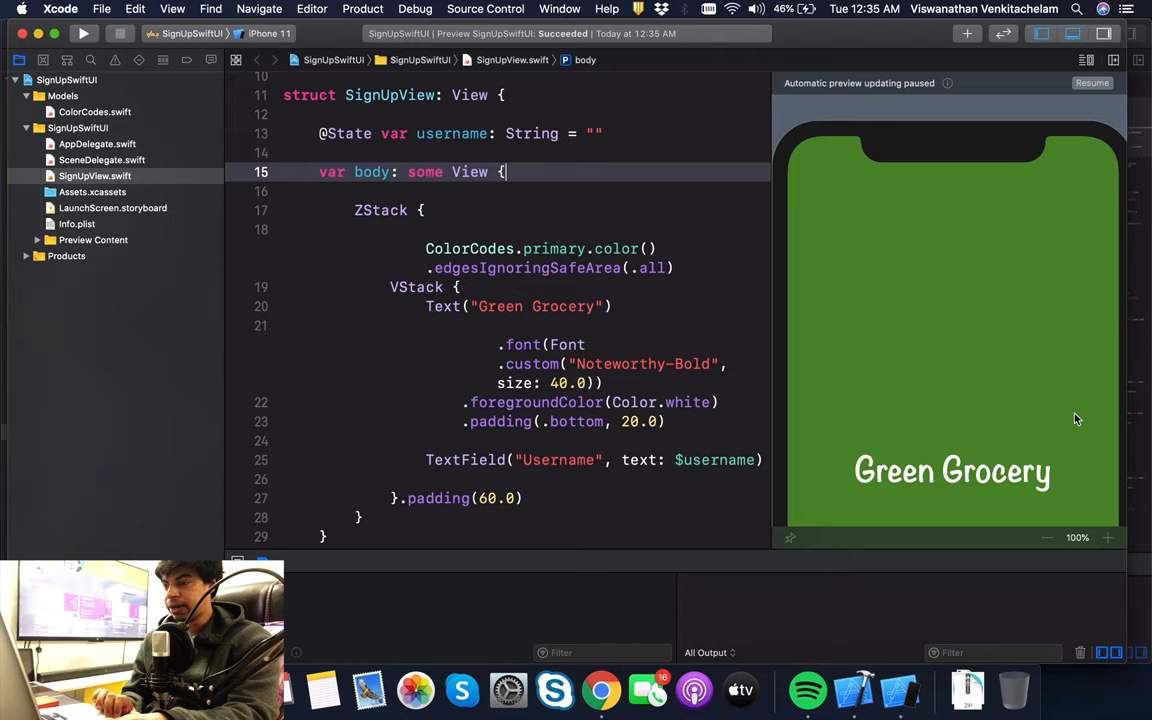 Xcode File Edit View Find Navigate Editor Product Debug Source Control Window Help 46% Tue 12:35 AM Viswanathan Venkitachelam
SignUpSwiftUI iPhone 11 SignUpSwiftUI | Preview SignUpSwiftUI: Succeeded | Today at 12:35 AM
SignUpSwiftUI SignUpSwiftUI SignUpView.swift body
SignUpSwiftUI
Models
ColorCodes.swift
SignUpSwiftUI
AppDelegate.swift
SceneDelegate.swift
SignUpView.swift
Assets.xcassets
LaunchScreen.storyboard
Info.plist
Preview Content
Products
10
11 struct SignUpView: View {
12
13 @State var username: String = ""
14
15 var body: some View {
16
17 ZStack {
18
ColorCodes.primary.color()
.edgesIgnoringSafeArea(.all)
19 VStack {
20 Text("Green Grocery")
21
.font(Font
.custom("Noteworthy-Bold",
size: 40.0))
22 .foregroundColor(Color.white)
23 .padding(.bottom, 20.0)
24
25 TextField("Username", text: $username)
26
27 }.padding(60.0)
28 }
29 }
Automatic preview updating paused Resume
Green Grocery
100%
Filter All Output Filter
16
ZIP